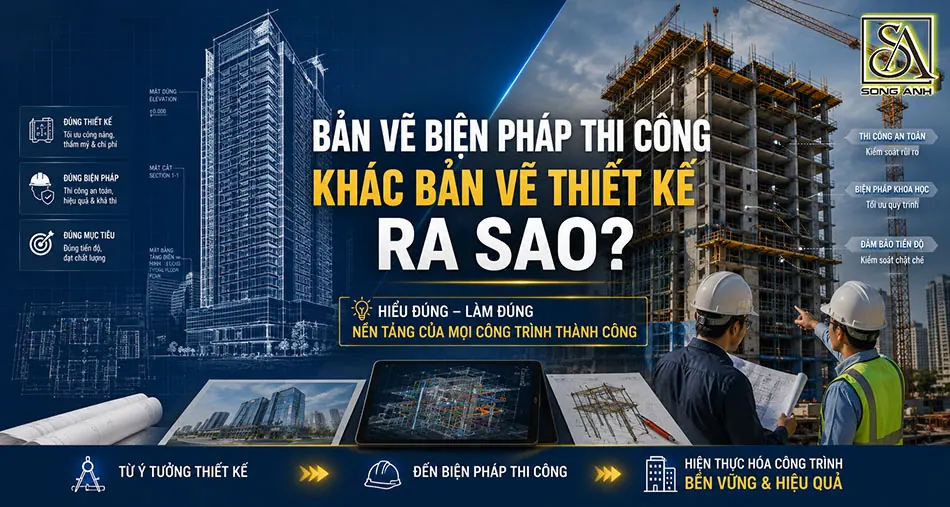 SA
SONG ANH
BẢN VẼ BIỆN PHÁP THI CÔNG
KHÁC BẢN VẼ THIẾT KẾ
RA SAO?
HIỂU ĐÚNG – LÀM ĐÚNG
NỀN TẢNG CỦA MỌI CÔNG TRÌNH THÀNH CÔNG
ĐÚNG THIẾT KẾ
Tối ưu công năng,
thẩm mỹ & chi phí
ĐÚNG BIỆN PHÁP
Thi công an toàn,
hiệu quả & khả thi
ĐÚNG MỤC TIÊU
Đúng tiến độ,
đạt chất lượng
MẶT ĐỨNG
ELEVATION
±0.000
MẶT CẮT
SECTION 1-1
MẶT BẰNG
THI CÔNG AN TOÀN
Kiểm soát rủi ro
BIỆN PHÁP KHOA HỌC
Tối ưu quy trình
ĐẢM BẢO TIẾN ĐỘ
Kiểm soát chặt chẽ
TỪ Ý TƯỞNG THIẾT KẾ
ĐẾN BIỆN PHÁP THI CÔNG
HIỆN THỰC HÓA CÔNG TRÌNH
BỀN VỮNG & HIỆU QUẢ